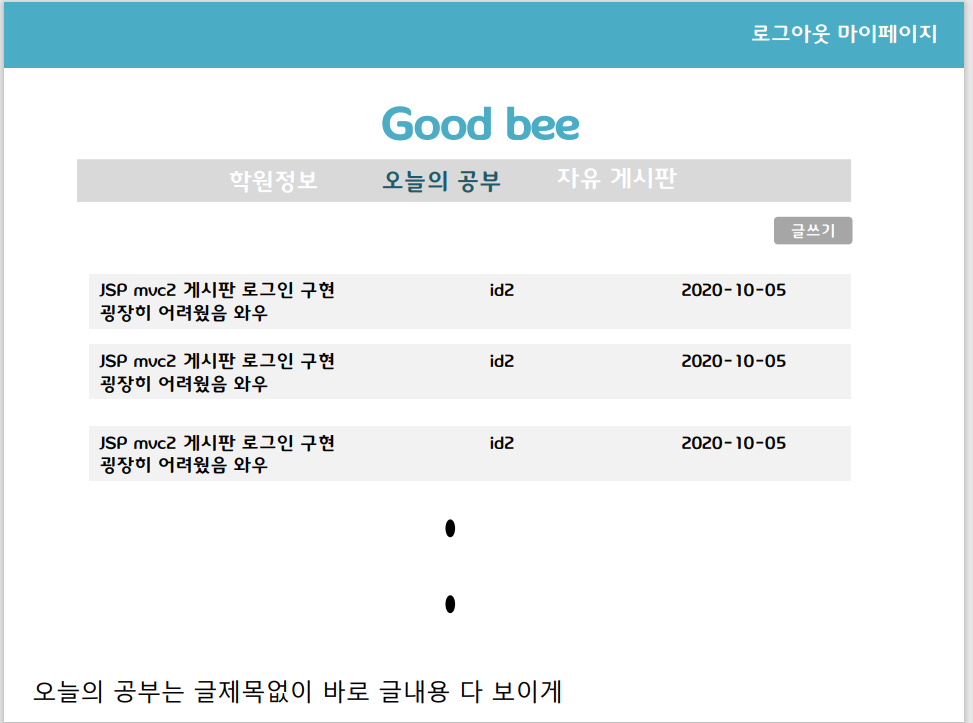 로그아웃 마이페이지
Good bee
학원정보 오늘의 공부 자유 게시판
글쓰기
JSP mvc2 게시판 로그인 구현 id2 2020-10-05
굉장히 어려웠음 와우
JSP mvc2 게시판 로그인 구현 id2 2020-10-05
굉장히 어려웠음 와우
JSP mvc2 게시판 로그인 구현 id2 2020-10-05
굉장히 어려웠음 와우
오늘의 공부는 글제목없이 바로 글내용 다 보이게